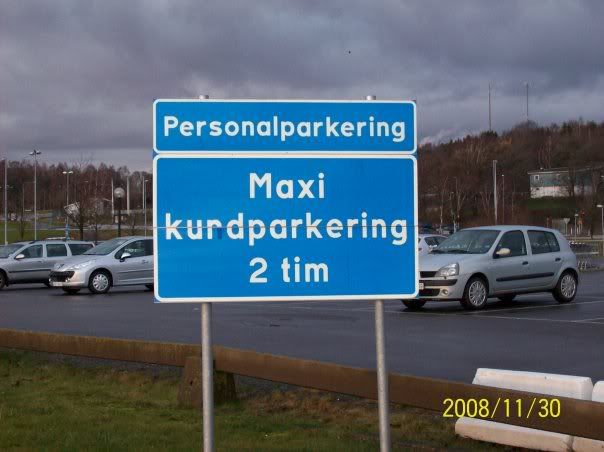 Personalparkering
Maxi
kundparkering
2 tim
2008/11/30